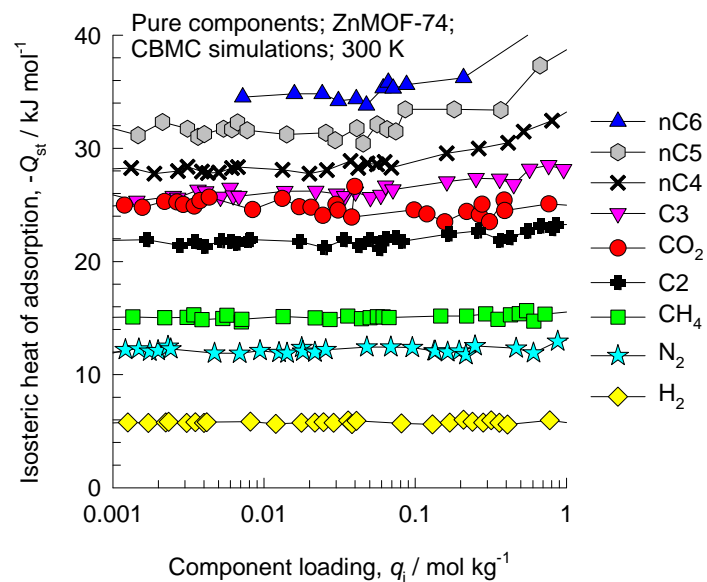 Pure components; ZnMOF-74;
CBMC simulations; 300 K
Isosteric heat of adsorption, -Q_st / kJ mol⁻¹
40
30
20
10
0
0.001
0.01
0.1
1
Component loading, q_i / mol kg⁻¹
nC6
nC5
nC4
C3
CO₂
C2
CH₄
N₂
H₂